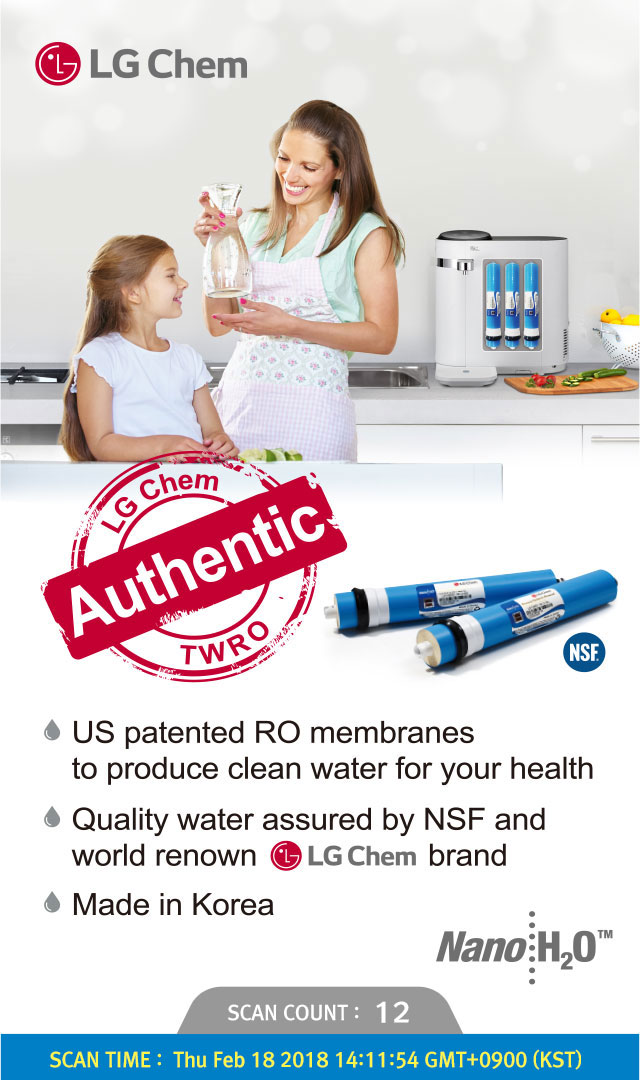 LG Chem
LG Chem
Authentic
TWRO
NSF.
US patented RO membranes
to produce clean water for your health
Quality water assured by NSF and
world renown LG Chem brand
Made in Korea
NanoH₂O™
SCAN COUNT : 12
SCAN TIME : Thu Feb 18 2018 14:11:54 GMT+0900 (KST)